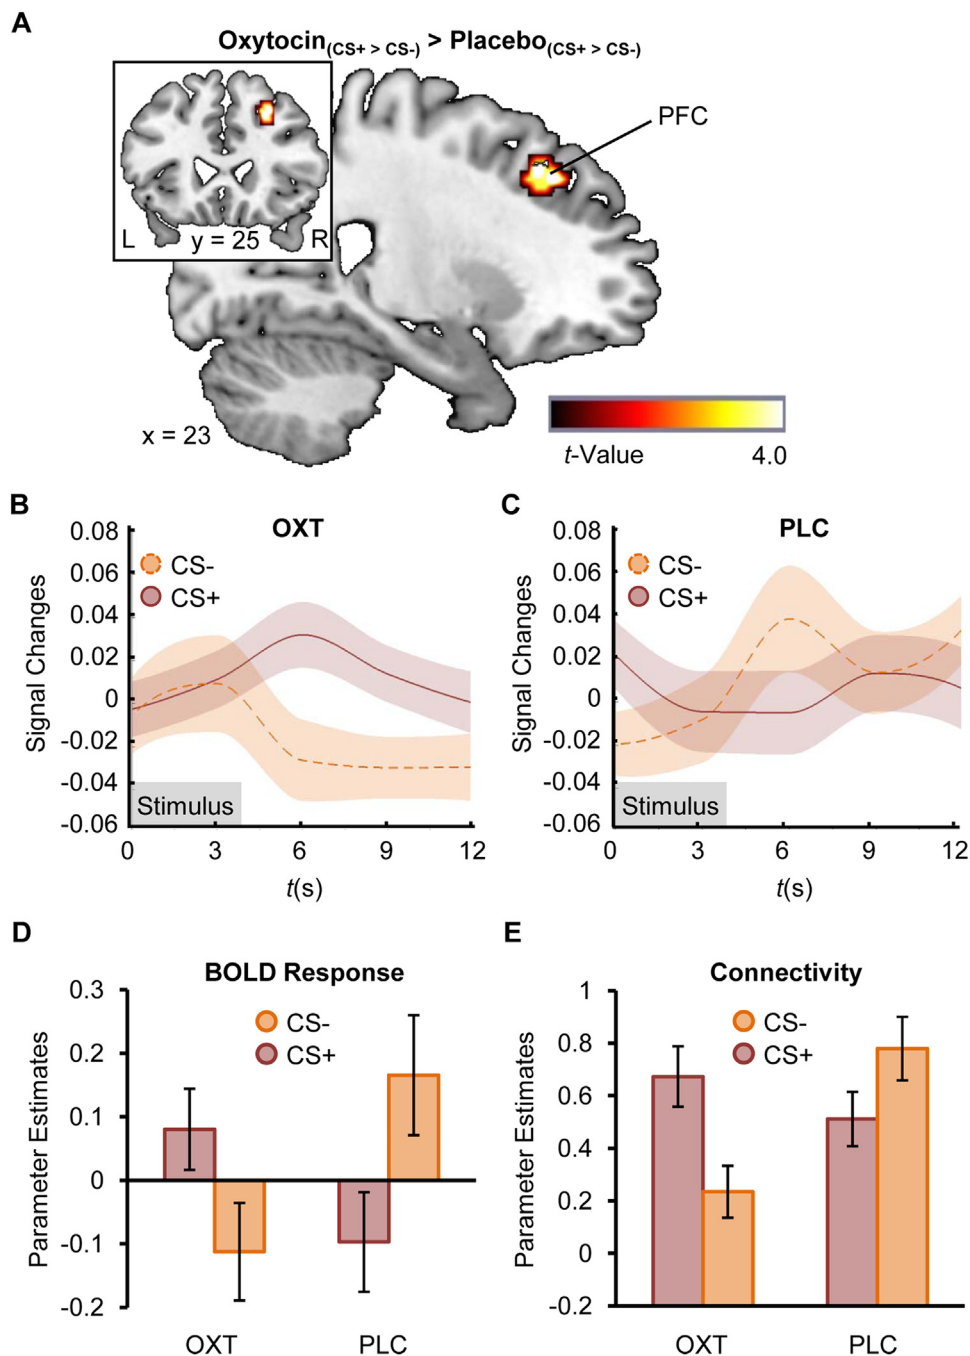 A
Oxytocin(CS+ > CS-) > Placebo(CS+ > CS-)
PFC
L
y = 25
R
x = 23
t-Value
4.0
B
OXT
Signal Changes
0.08
0.06
0.04
0.02
0
-0.02
-0.04
-0.06
CS-
CS+
Stimulus
0
3
6
9
12
t(s)
C
PLC
Signal Changes
0.08
0.06
0.04
0.02
0
-0.02
-0.04
-0.06
CS-
CS+
Stimulus
0
3
6
9
12
t(s)
D
BOLD Response
Parameter Estimates
0.3
0.2
0.1
0
-0.1
-0.2
CS-
CS+
OXT
PLC
E
Connectivity
Parameter Estimates
1
0.8
0.6
0.4
0.2
0
-0.2
CS-
CS+
OXT
PLC